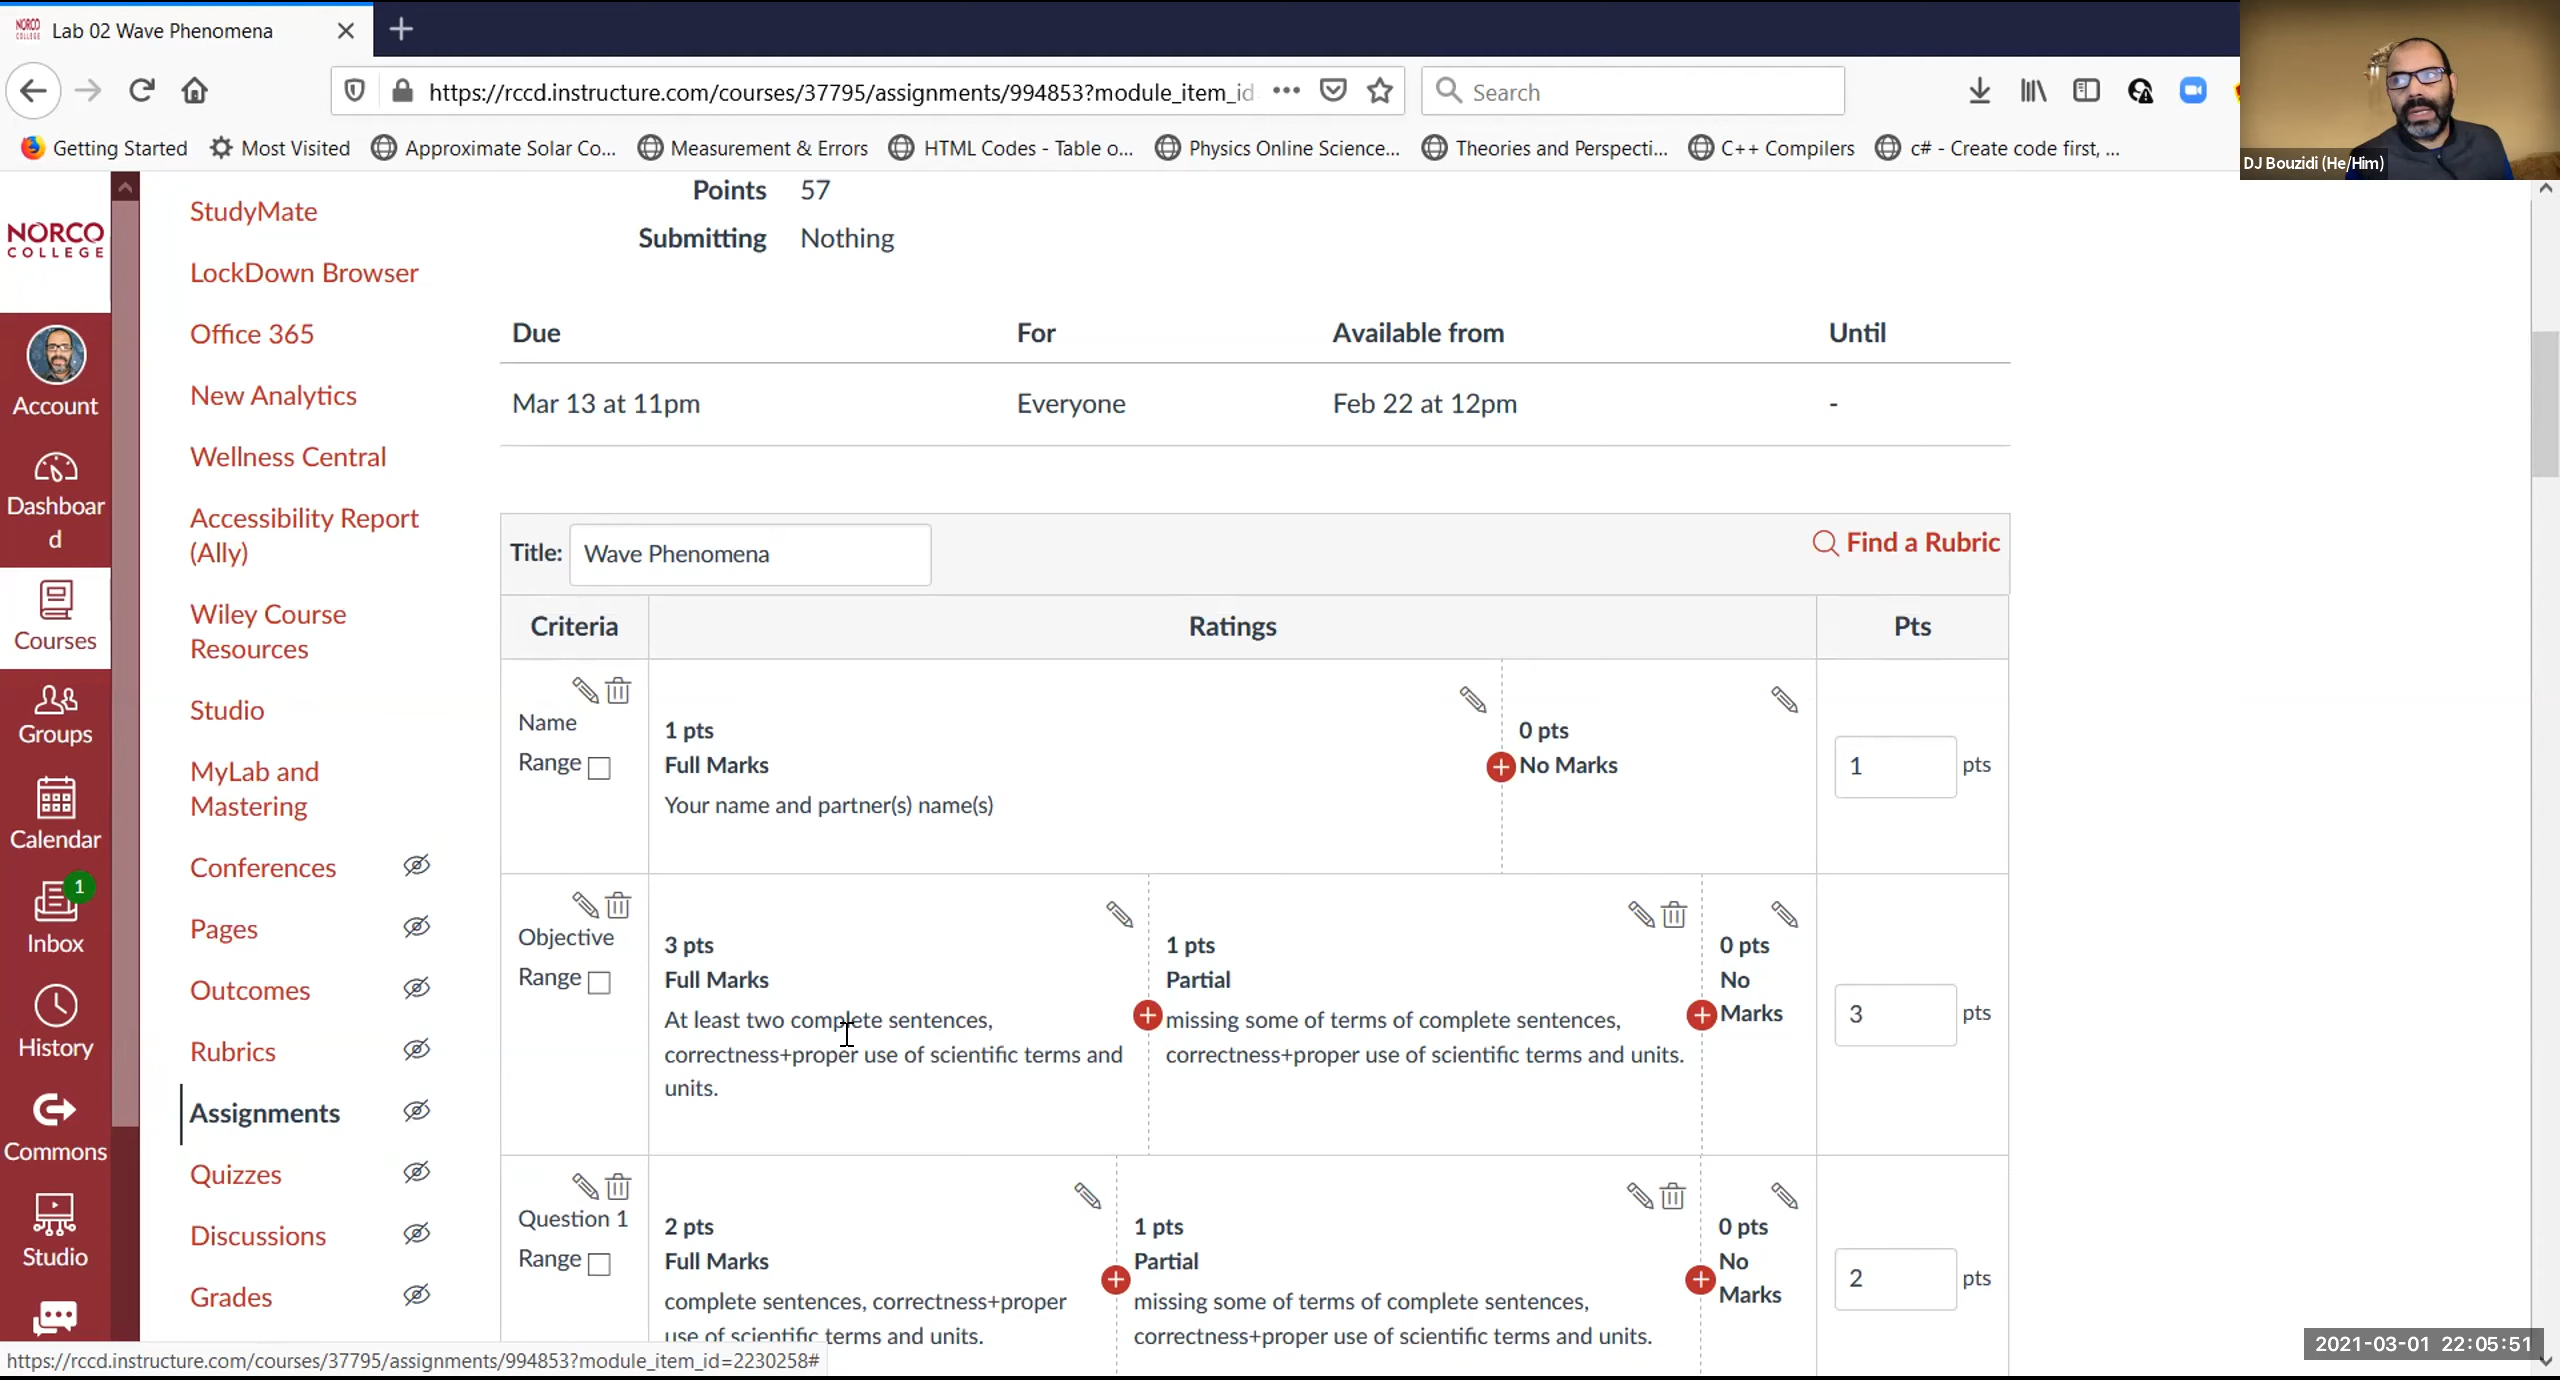 NORCO COLLEGE Lab 02 Wave Phenomena
https://rccd.instructure.com/courses/37795/assignments/994853?module_item_id
Search
Getting Started Most Visited Approximate Solar Co... Measurement & Errors HTML Codes - Table o... Physics Online Science... Theories and Perspecti... C++ Compilers c# - Create code first, ...
DJ Bouzidi (He/Him)
NORCO
COLLEGE
Account
Dashboar
d
Courses
Groups
Calendar
1
Inbox
History
Commons
Studio
StudyMate
LockDown Browser
Office 365
New Analytics
Wellness Central
Accessibility Report
(Ally)
Wiley Course
Resources
Studio
MyLab and
Mastering
Conferences
Pages
Outcomes
Rubrics
Assignments
Quizzes
Discussions
Grades
Points 57
Submitting Nothing
Due For Available from Until
Mar 13 at 11pm Everyone Feb 22 at 12pm -
Title: Wave Phenomena Find a Rubric
Criteria Ratings Pts
Name
Range
1 pts
Full Marks
Your name and partner(s) name(s)
0 pts
No Marks
1 pts
Objective
Range
3 pts
Full Marks
At least two complete sentences,
correctness+proper use of scientific terms and
units.
1 pts
Partial
missing some of terms of complete sentences,
correctness+proper use of scientific terms and units.
0 pts
No
Marks
3 pts
Question 1
Range
2 pts
Full Marks
complete sentences, correctness+proper
use of scientific terms and units.
1 pts
Partial
missing some of terms of complete sentences,
correctness+proper use of scientific terms and units.
0 pts
No
Marks
2 pts
https://rccd.instructure.com/courses/37795/assignments/994853?module_item_id=2230258#
2021-03-01 22:05:51